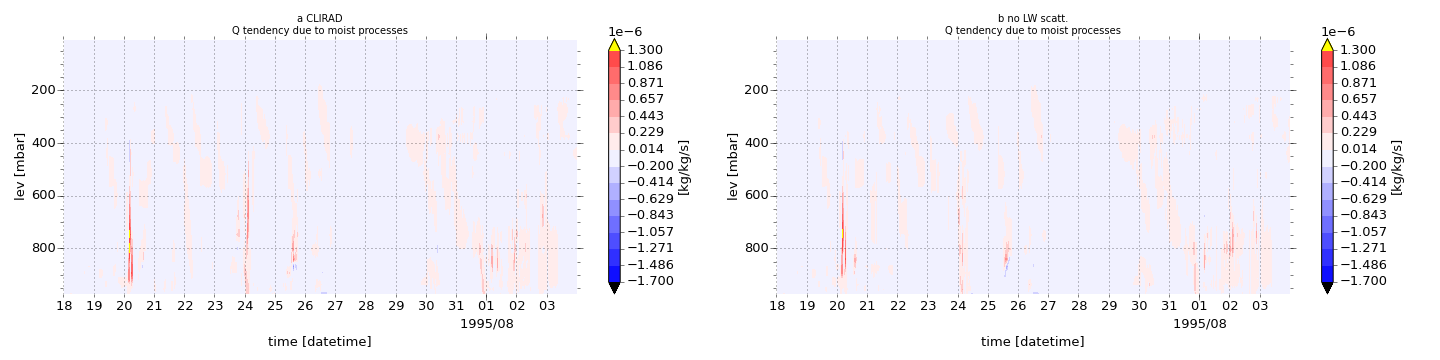 a CLIRAD
Q tendency due to moist processes
1e−6
1.300
1.086
0.871
0.657
0.443
0.229
0.014
−0.200
−0.414
−0.629
−0.843
−1.057
−1.271
−1.486
−1.700
[kg/kg/s]
lev [mbar]
200
400
600
800
18 19 20 21 22 23 24 25 26 27 28 29 30 31 01 02 03
1995/08
time [datetime]
b no LW scatt.
Q tendency due to moist processes
1e−6
1.300
1.086
0.871
0.657
0.443
0.229
0.014
−0.200
−0.414
−0.629
−0.843
−1.057
−1.271
−1.486
−1.700
[kg/kg/s]
lev [mbar]
200
400
600
800
18 19 20 21 22 23 24 25 26 27 28 29 30 31 01 02 03
1995/08
time [datetime]